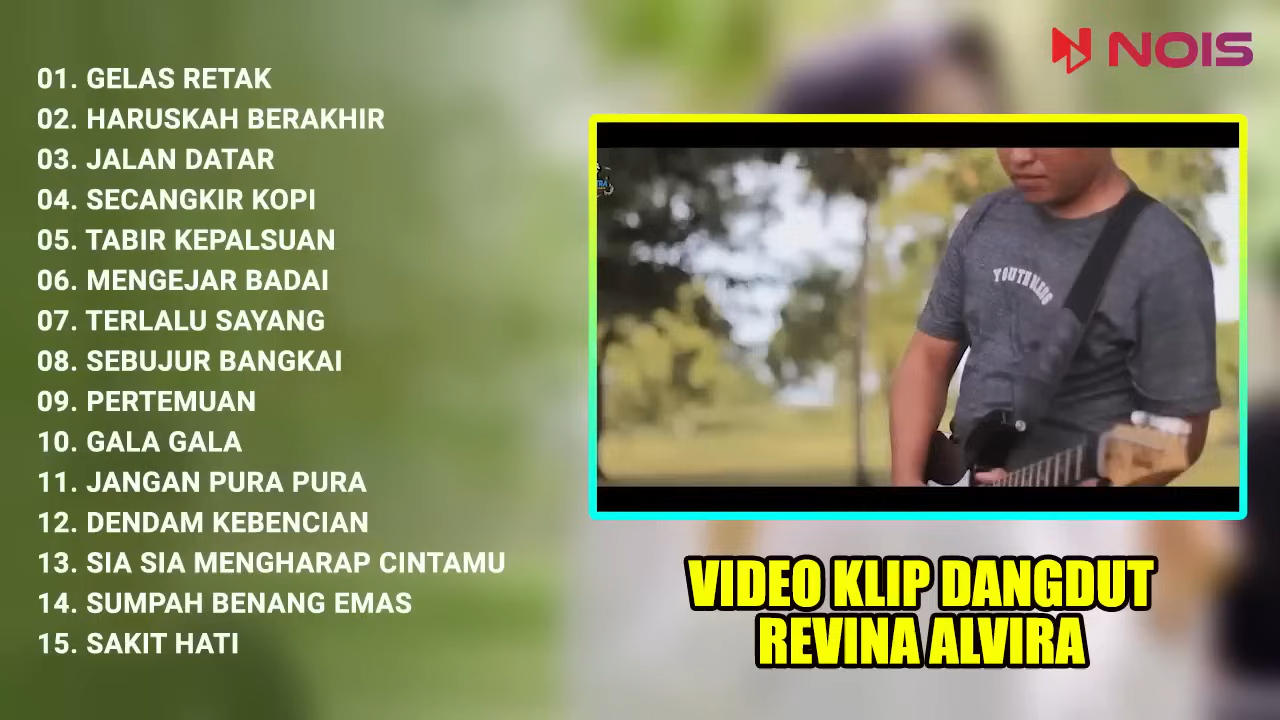 NOIS
01. GELAS RETAK
02. HARUSKAH BERAKHIR
03. JALAN DATAR
04. SECANGKIR KOPI
05. TABIR KEPALSUAN
06. MENGEJAR BADAI
07. TERLALU SAYANG
08. SEBUJUR BANGKAI
09. PERTEMUAN
10. GALA GALA
11. JANGAN PURA PURA
12. DENDAM KEBENCIAN
13. SIA SIA MENGHARAP CINTAMU
14. SUMPAH BENANG EMAS
15. SAKIT HATI
VIDEO KLIP DANGDUT
REVINA ALVIRA